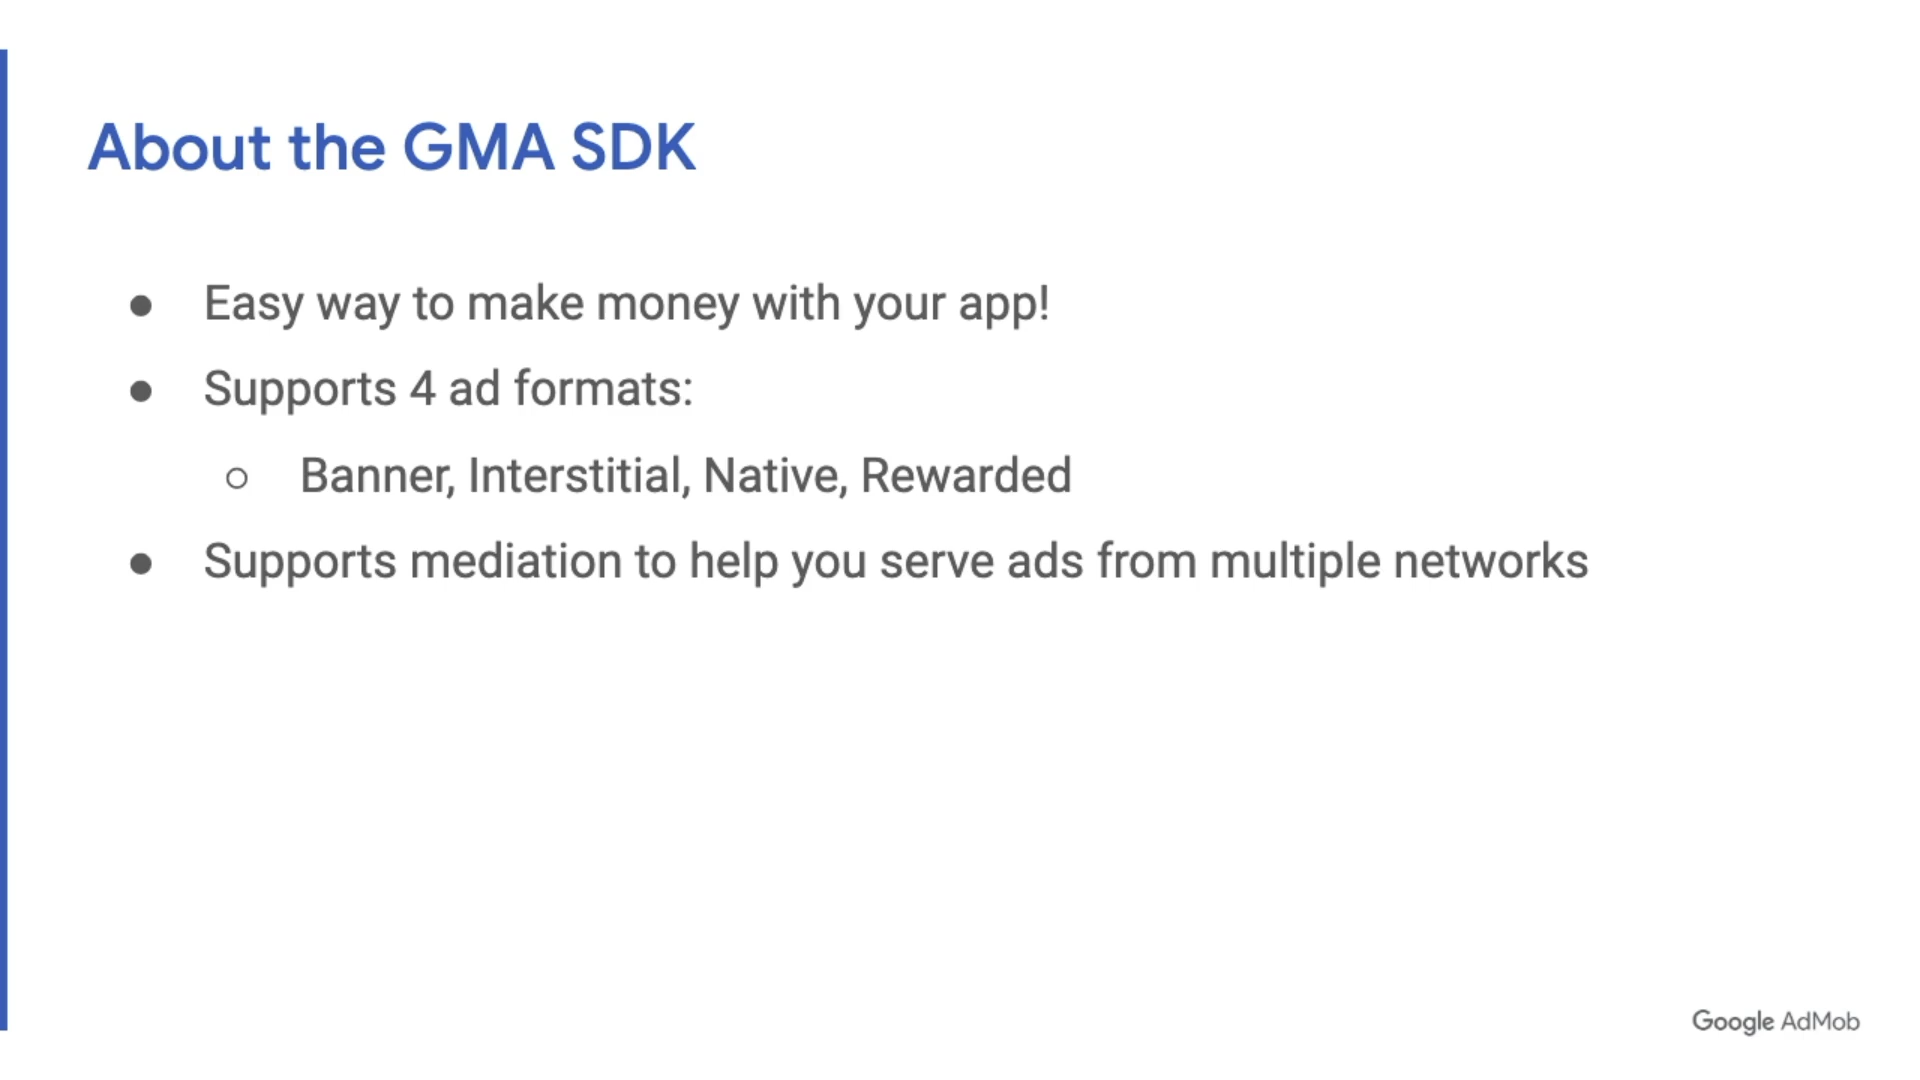 About the GMA SDK
● Easy way to make money with your app!
● Supports 4 ad formats:
○ Banner, Interstitial, Native, Rewarded
● Supports mediation to help you serve ads from multiple networks
Google AdMob